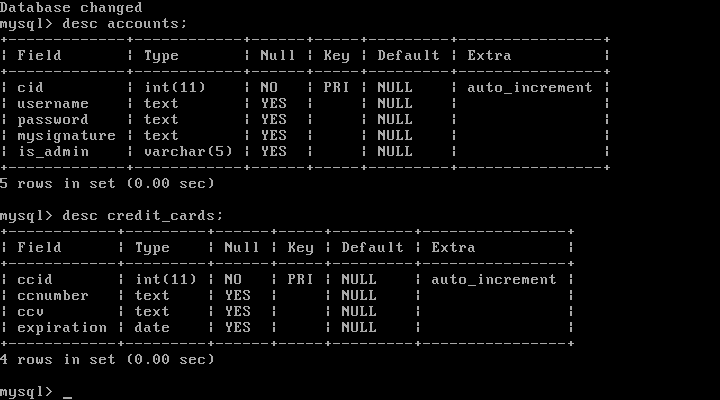 Database changed
mysql> desc accounts;
+-------------+------------+------+-----+---------+----------------+
| Field       | Type       | Null | Key | Default | Extra          |
+-------------+------------+------+-----+---------+----------------+
| cid         | int(11)    | NO   | PRI | NULL    | auto_increment |
| username    | text       | YES  |     | NULL    |                |
| password    | text       | YES  |     | NULL    |                |
| mysignature | text       | YES  |     | NULL    |                |
| is_admin    | varchar(5) | YES  |     | NULL    |                |
+-------------+------------+------+-----+---------+----------------+
5 rows in set (0.00 sec)
mysql> desc credit_cards;
+------------+---------+------+-----+---------+----------------+
| Field      | Type    | Null | Key | Default | Extra          |
+------------+---------+------+-----+---------+----------------+
| ccid       | int(11) | NO   | PRI | NULL    | auto_increment |
| ccnumber   | text    | YES  |     | NULL    |                |
| ccv        | text    | YES  |     | NULL    |                |
| expiration | date    | YES  |     | NULL    |                |
+------------+---------+------+-----+---------+----------------+
4 rows in set (0.00 sec)
mysql> _